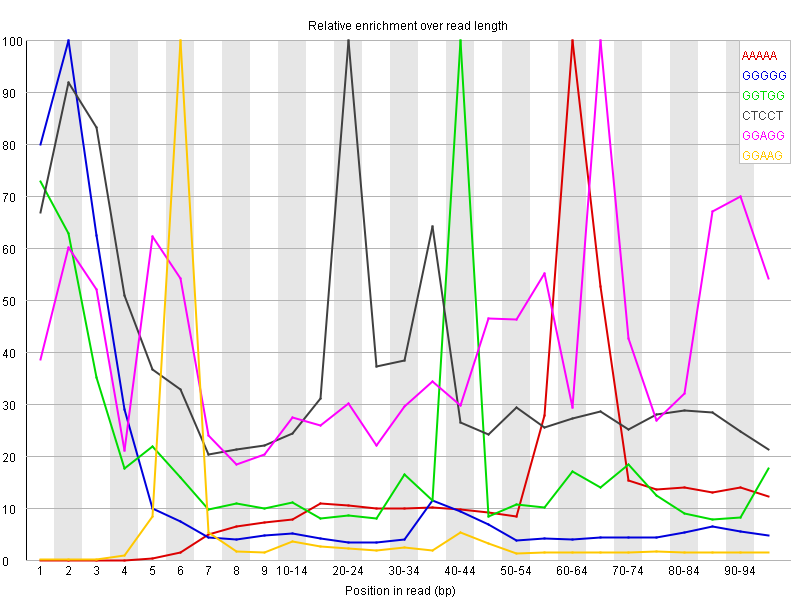 Relative enrichment over read length
100
90
80
70
60
50
40
30
20
10
0
AAAAA
GGGGG
GGTGG
CTCCT
GGAGG
GGAAG
1 2 3 4 5 6 7 8 9 10-14 20-24 30-34 40-44 50-54 60-64 70-74 80-84 90-94
Position in read (bp)